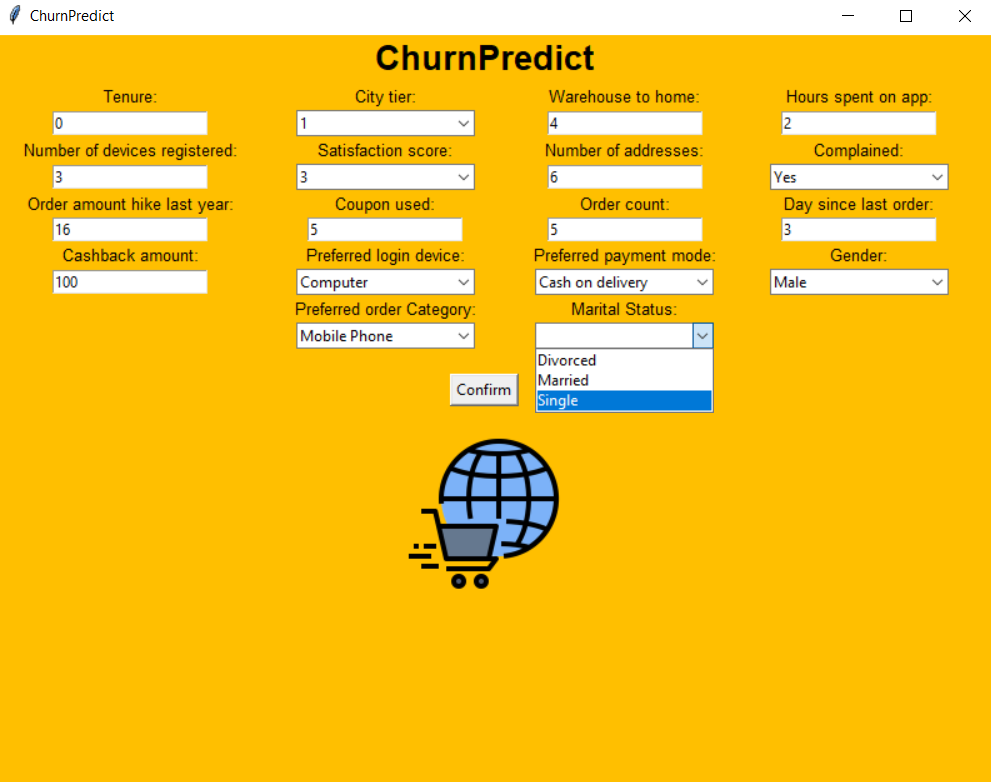 ChurnPredict
ChurnPredict
Tenure: City tier: Warehouse to home: Hours spent on app:
0 1 4 2
Number of devices registered: Satisfaction score: Number of addresses: Complained:
3 3 6 Yes
Order amount hike last year: Coupon used: Order count: Day since last order:
16 5 5 3
Cashback amount: Preferred login device: Preferred payment mode: Gender:
100 Computer Cash on delivery Male
Preferred order Category: Marital Status:
Mobile Phone
Divorced
Married
Confirm
Single